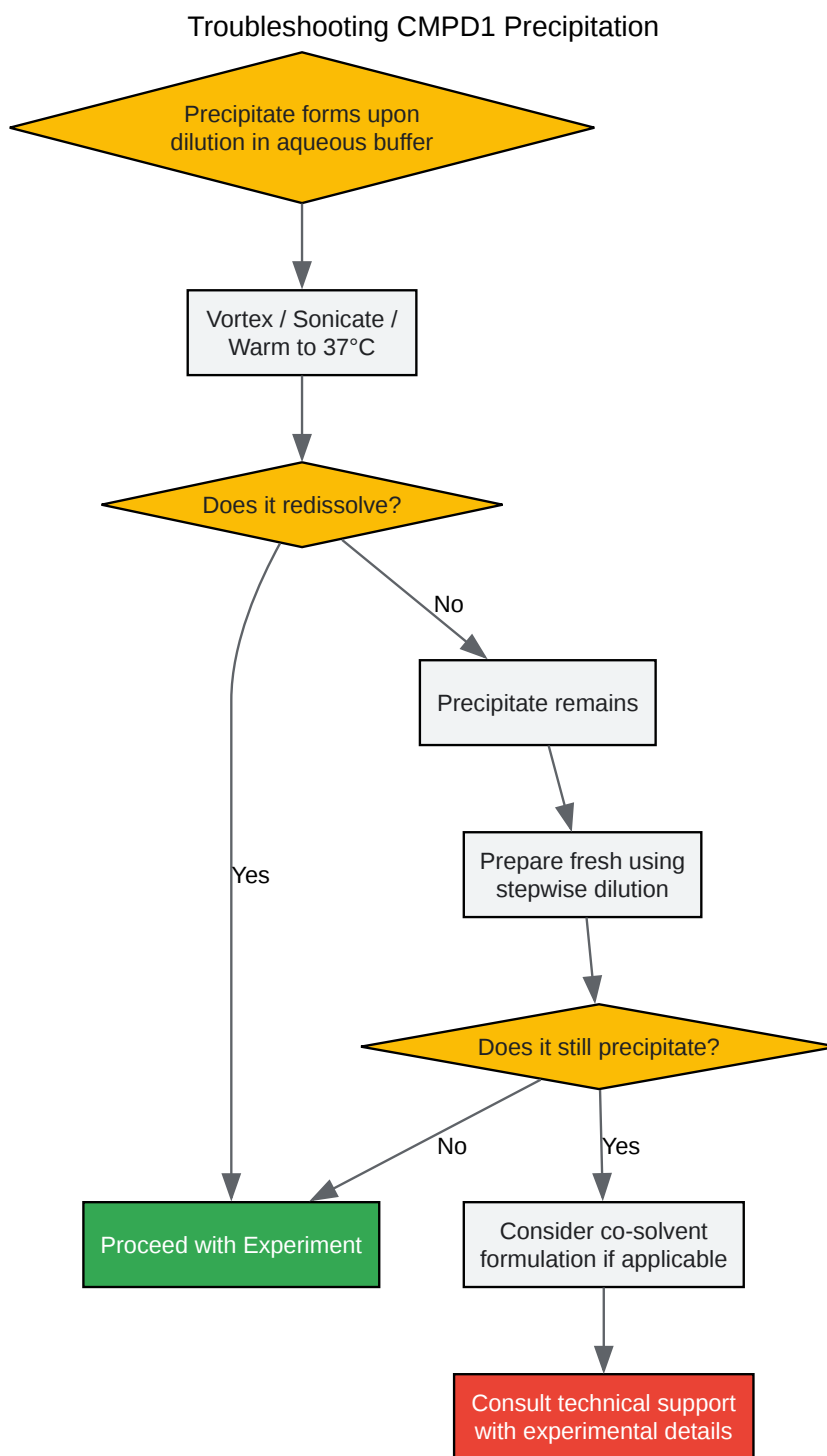 Troubleshooting CMPD1 Precipitation
Precipitate forms upon
dilution in aqueous buffer
Vortex / Sonicate /
Warm to 37°C
Does it redissolve?
No
Precipitate remains
Prepare fresh using
stepwise dilution
Yes
Does it still precipitate?
No
Yes
Proceed with Experiment
Consider co-solvent
formulation if applicable
Consult technical support
with experimental details